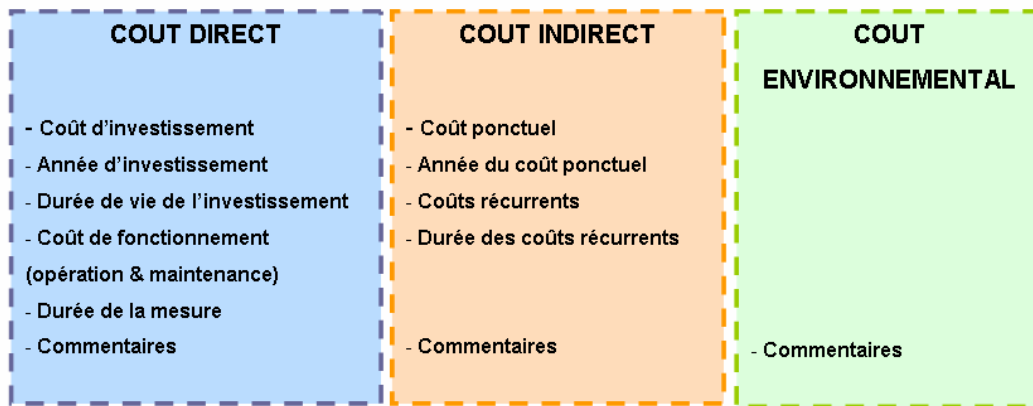 COUT DIRECT
- Coût d'investissement
- Année d'investissement
- Durée de vie de l'investissement
- Coût de fonctionnement
(opération & maintenance)
- Durée de la mesure
- Commentaires
COUT INDIRECT
- Coût ponctuel
- Année du coût ponctuel
- Coûts récurrents
- Durée des coûts récurrents
- Commentaires
COUT
ENVIRONNEMENTAL
- Commentaires